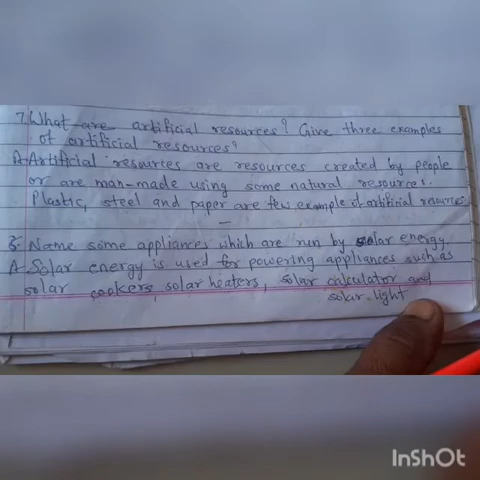 7. What are artificial resources? Give three examples
of artificial resources?
A- Artificial resources are resources created by people
or are man-made using some natural resources.
Plastic, steel and paper are few example of artificial resources
8. Name some appliances which are run by solar energy.
A- Solar energy is used for powering appliances such as
solar cookers, solar heaters, solar calculator and
solar-light
InShOt